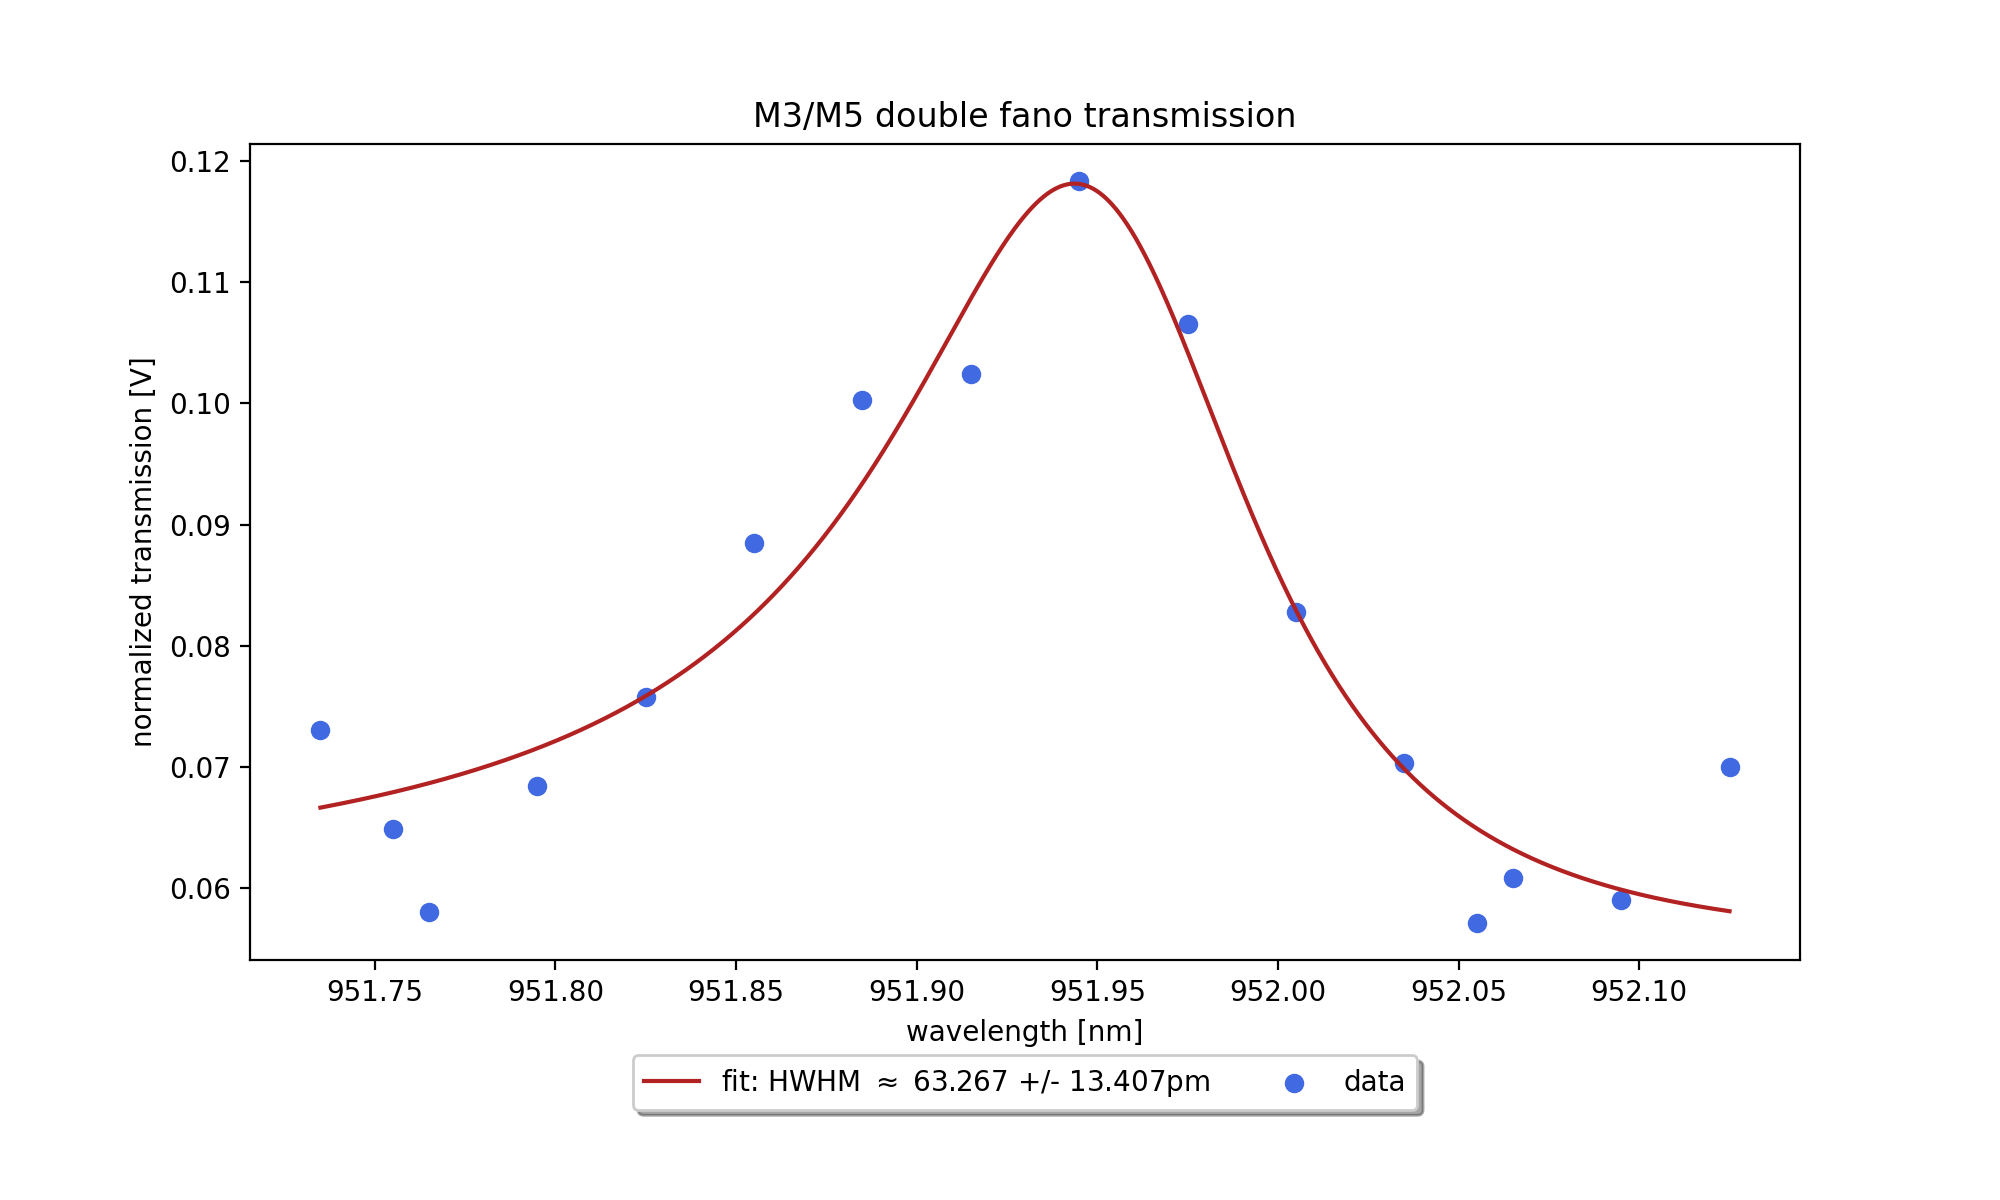 M3/M5 double fano transmission
0.12
0.11
0.10
0.09
0.08
0.07
0.06
normalized transmission [V]
951.75 951.80 951.85 951.90 951.95 952.00 952.05 952.10
wavelength [nm]
fit: HWHM ≈ 63.267 +/- 13.407pm data